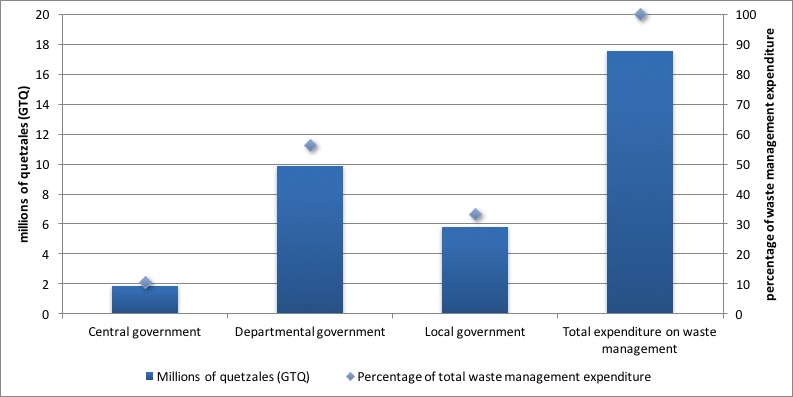 20
18
16
14
12
10
8
6
4
2
0
millions of quetzales (GTQ)
100
90
80
70
60
50
40
30
20
10
0
percentage of waste management expenditure
Central government
Departmental government
Local government
Total expenditure on waste
management
Millions of quetzales (GTQ)
Percentage of total waste management expenditure